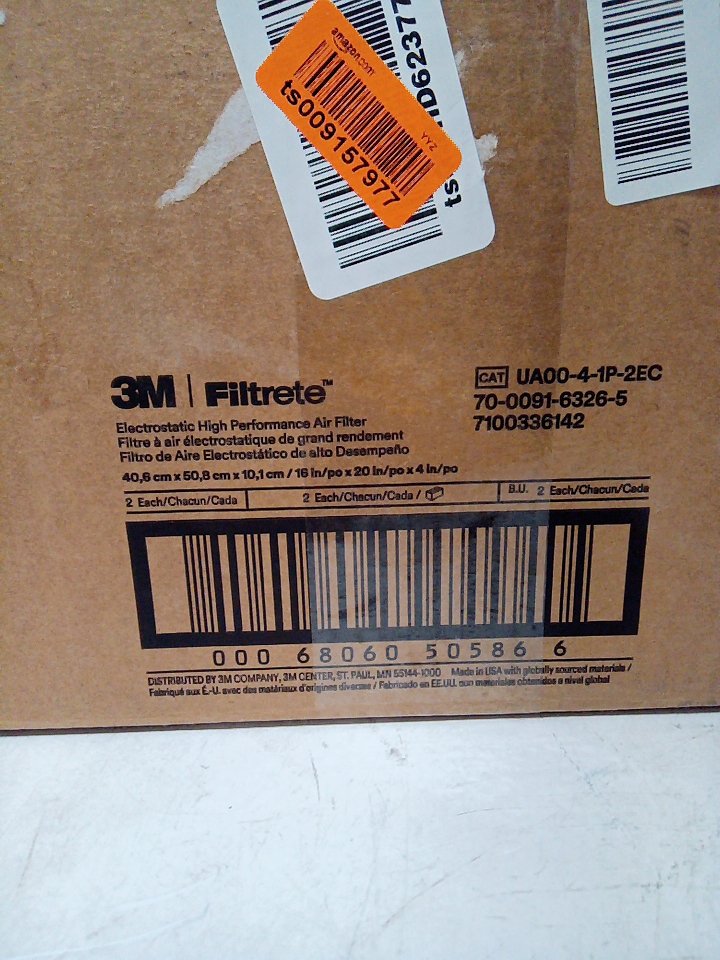 amazon.com
ts009157977
YYZ
3M | Filtrete™
Electrostatic High Performance Air Filter
Filtre à air électrostatique de grand rendement
Filtro de Aire Electrostático de alto Desempeño
40,6 cm x 50,8 cm x 10,1 cm / 16 in/po x 20 in/po x 4 in/po
CAT UA00-4-1P-2EC
70-0091-6326-5
7100336142
2 Each/Chacun/Cada
2 Each/Chacun/Cada /
B.U. 2 Each/Chacun/Cada
000 68060 50586 6
DISTRIBUTED BY 3M COMPANY, 3M CENTER, ST. PAUL, MN 55144-1000 Made in USA with globally sourced materials /
Fabriqué aux É.-U. avec des matériaux d'origines diverses / Fabricado en EE.UU. con materiales obtenidos a nivel global